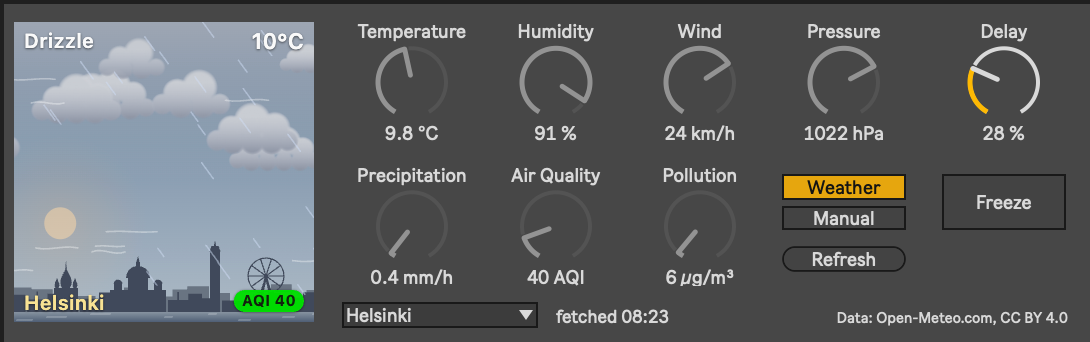 Drizzle 10°C
Helsinki AQI 40
Temperature Humidity Wind Pressure Delay
9.8 °C 91 % 24 km/h 1022 hPa 28 %
Precipitation Air Quality Pollution
0.4 mm/h 40 AQI 6 µg/m³
Weather
Manual
Refresh
Freeze
Helsinki fetched 08:23
Data: Open-Meteo.com, CC BY 4.0